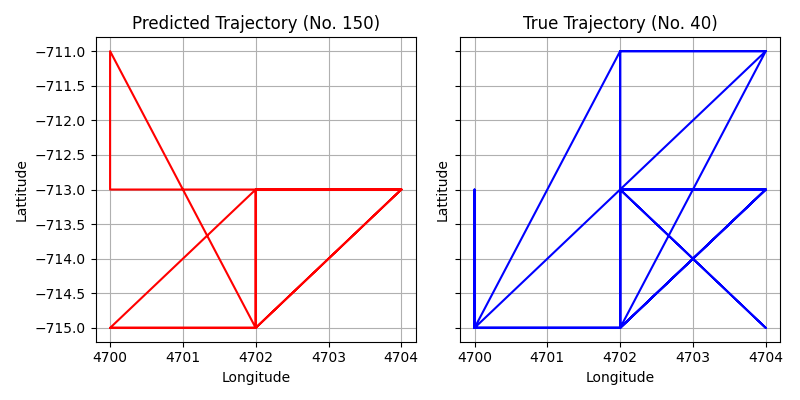 Predicted Trajectory (No. 150)
−711.0
−711.5
−712.0
−712.5
−713.0
−713.5
−714.0
−714.5
−715.0
Lattitude
4700 4701 4702 4703 4704
Longitude
True Trajectory (No. 40)
Lattitude
4700 4701 4702 4703 4704
Longitude